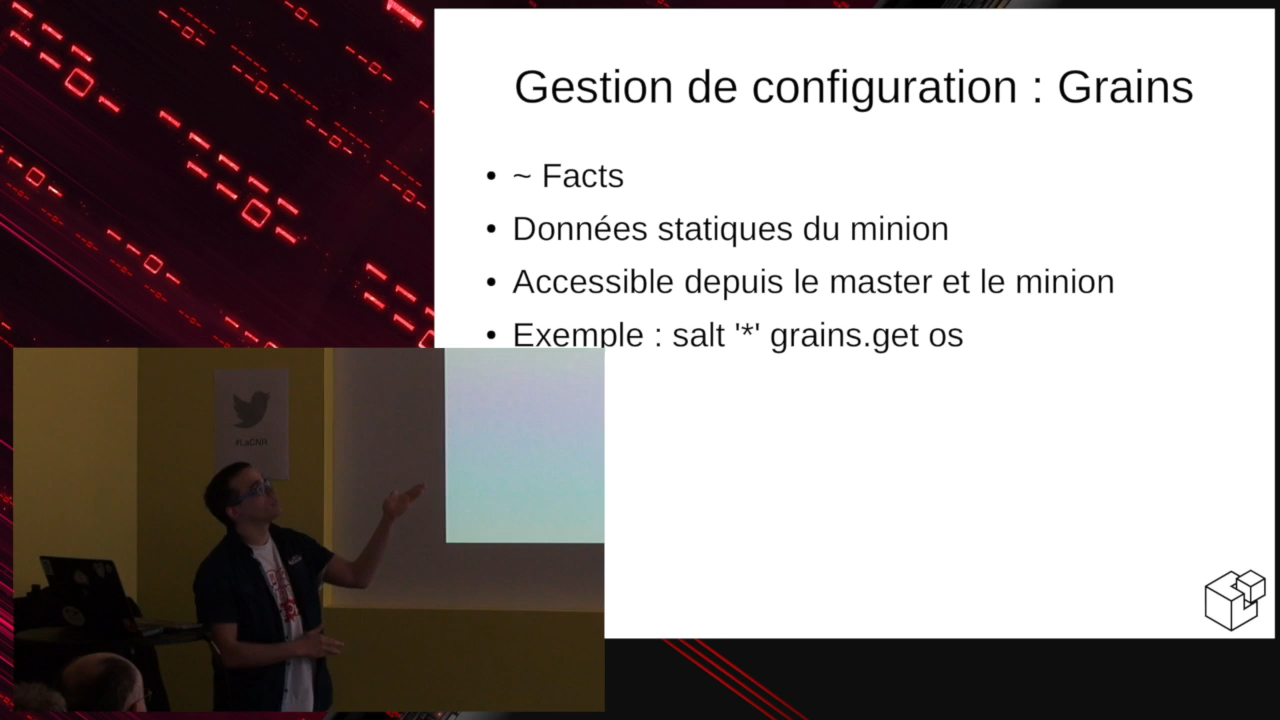 Gestion de configuration : Grains
• ~ Facts
• Données statiques du minion
• Accessible depuis le master et le minion
• Exemple : salt '*' grains.get os